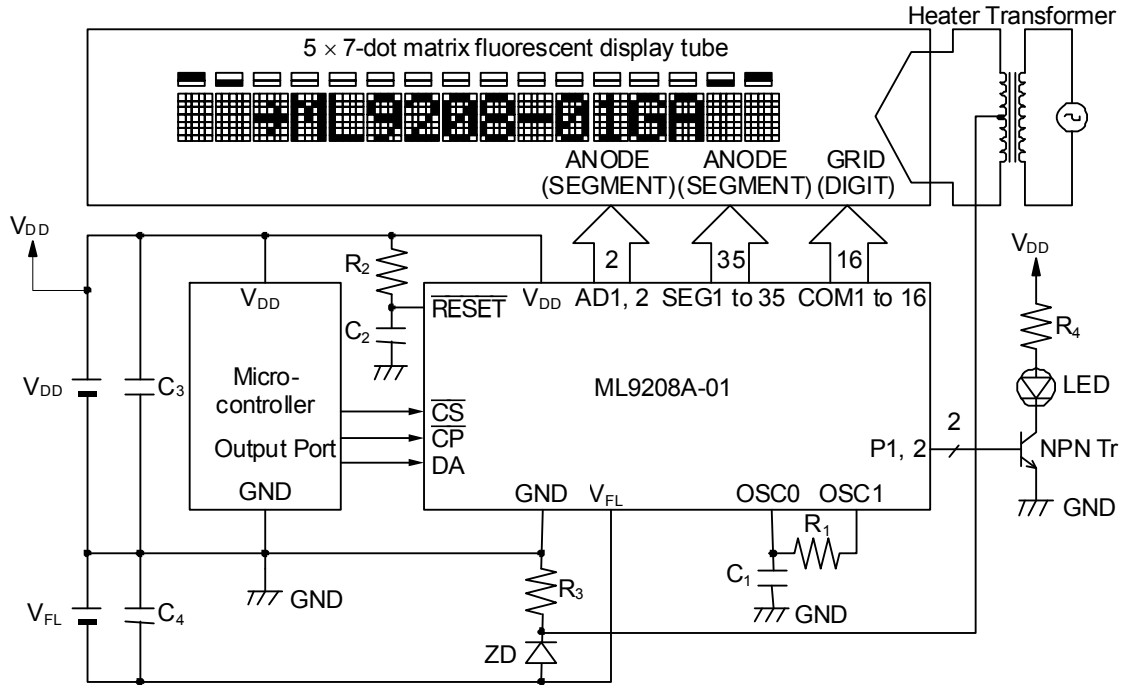 Heater Transformer
5 × 7-dot matrix fluorescent display tube
*ML9208-01GA
ANODE (SEGMENT)
ANODE (SEGMENT)
GRID (DIGIT)
2
35
16
VDD
VDD
R2
RESET
VDD
AD1, 2
SEG1 to 35
COM1 to 16
VDD
R4
C2
VDD
C3
Micro-
controller
ML9208A-01
LED
CS
CP
DA
Output Port
2
P1, 2
NPN Tr
GND
GND
VFL
OSC0
OSC1
GND
R1
C1
R3
GND
GND
VFL
C4
ZD